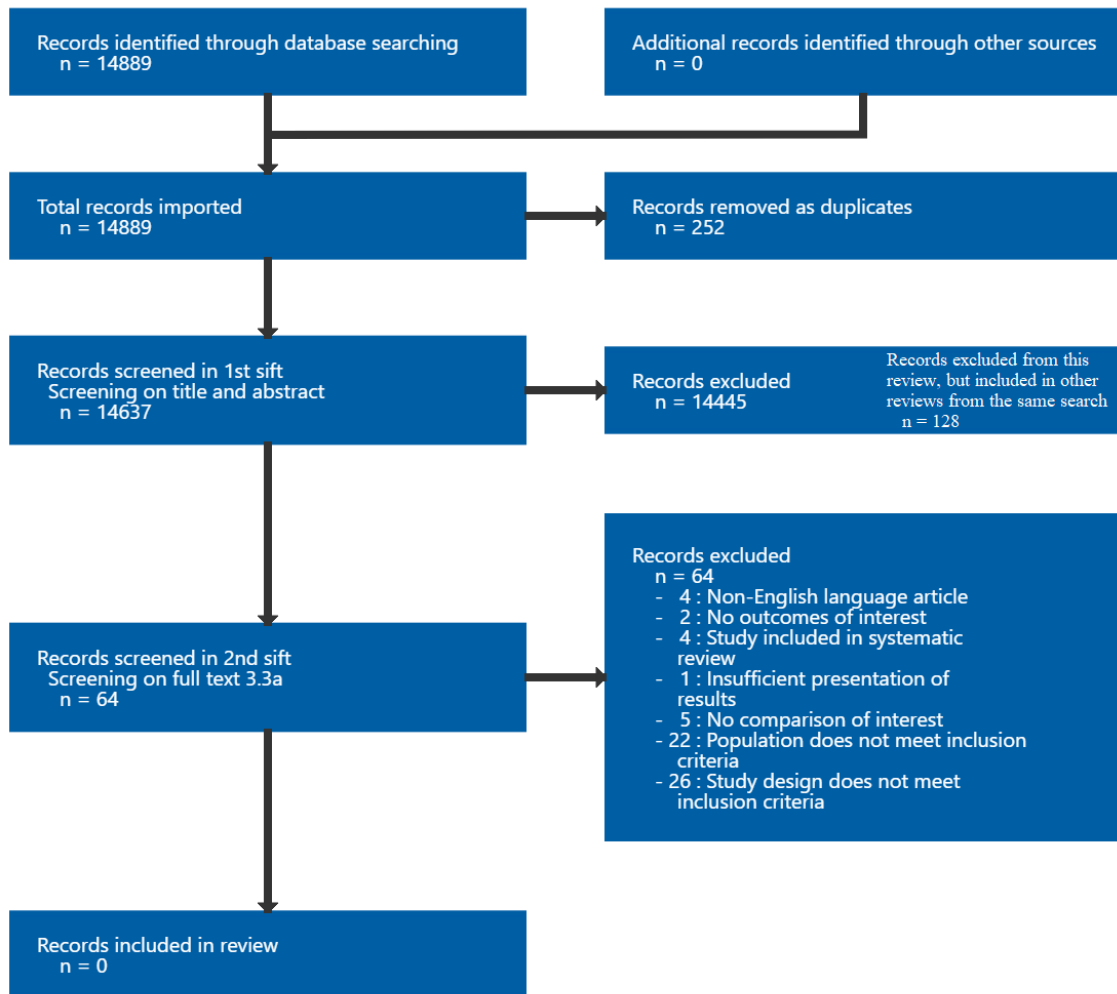 Records identified through database searching
n = 14889
Additional records identified through other sources
n = 0
Total records imported
n = 14889
Records removed as duplicates
n = 252
Records screened in 1st sift
Screening on title and abstract
n = 14637
Records excluded
n = 14445
Records excluded from this
review, but included in other
reviews from the same search
n = 128
Records screened in 2nd sift
Screening on full text 3.3a
n = 64
Records excluded
n = 64
- 4 : Non-English language article
- 2 : No outcomes of interest
- 4 : Study included in systematic
review
- 1 : Insufficient presentation of
results
- 5 : No comparison of interest
- 22 : Population does not meet inclusion
criteria
- 26 : Study design does not meet
inclusion criteria
Records included in review
n = 0